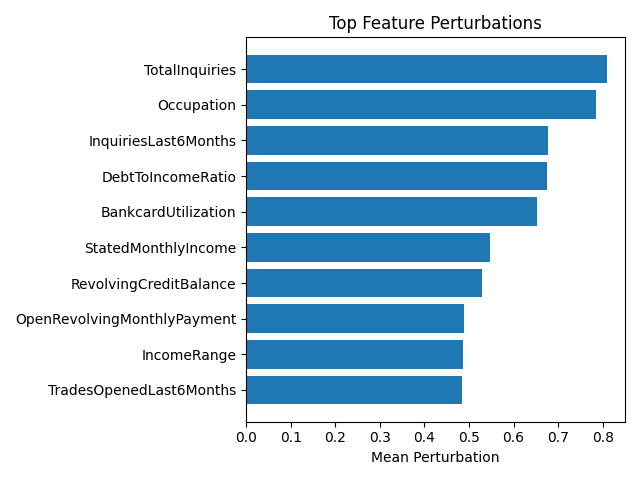 Top Feature Perturbations
TotalInquiries
Occupation
InquiriesLast6Months
DebtToIncomeRatio
BankcardUtilization
StatedMonthlyIncome
RevolvingCreditBalance
OpenRevolvingMonthlyPayment
IncomeRange
TradesOpenedLast6Months
0.0 0.1 0.2 0.3 0.4 0.5 0.6 0.7 0.8
Mean Perturbation